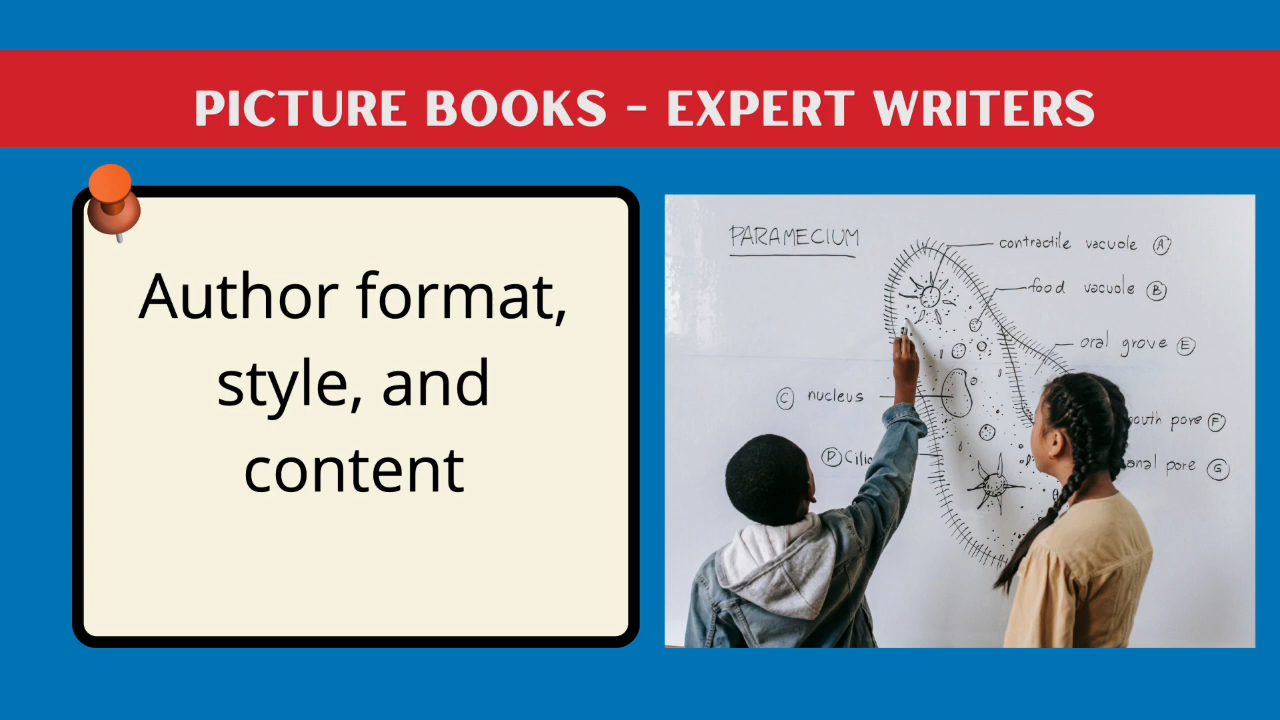 PICTURE BOOKS - EXPERT WRITERS
Author format,
style, and
content
PARAMECIUM
contractile vacuole A
food vacuole B
oral grove E
C nucleus
pore F
D
anal pore G